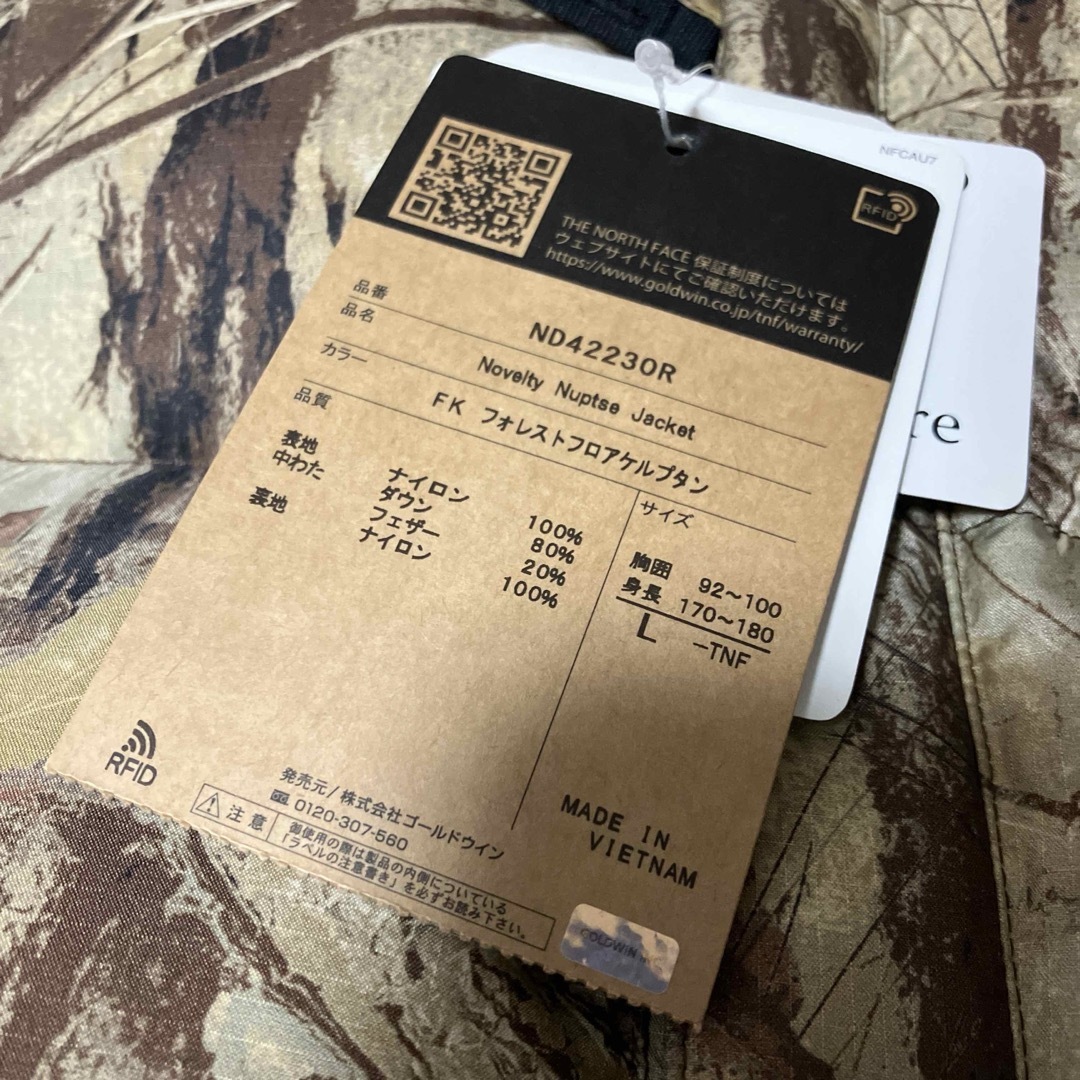 NFCAU7
RFID
THE NORTH FACE 保証制度については
ウェブサイトにてご確認いただけます。
https://www.goldwin.co.jp/tnf/warranty/
品番
ND42230R
品名
Novelty Nuptse Jacket
カラー
FK フォレストフロアケルプタン
品質
表地 ナイロン 100%
中わた ダウン 80%
フェザー 20%
裏地 ナイロン 100%
サイズ
胸囲 92〜100
身長 170〜180
L -TNF
RFID
発売元/株式会社ゴールドウイン
0120-307-560
注意
御使用の際は製品の内側についている
「ラベルの注意書き」を必ずお読み下さい。
MADE IN
VIETNAM
GOLDWIN
re